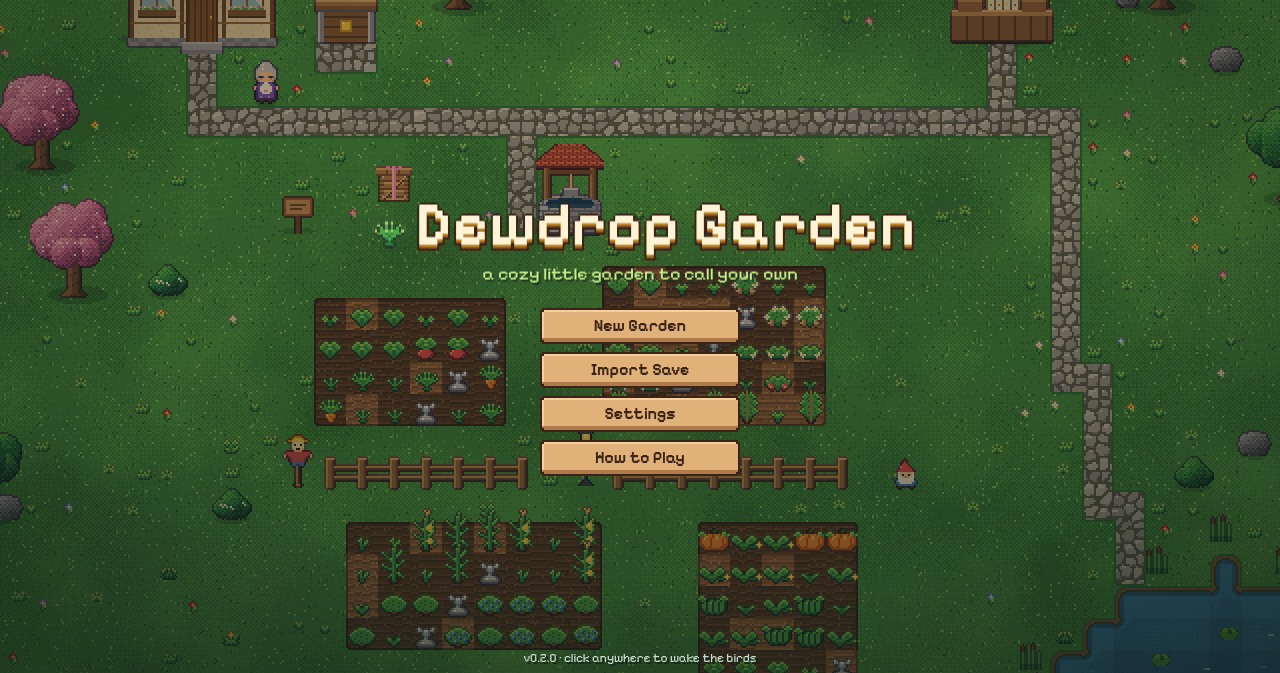 Dewdrop Garden
a cozy little garden to call your own
New Garden
Import Save
Settings
How to Play
v0.2.0 · click anywhere to wake the birds